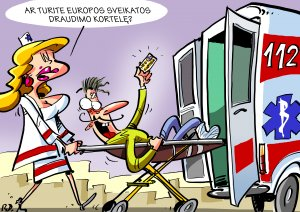 AR TURITE EUROPOS SVEIKATOS
DRAUDIMO KORTELĘ?
112